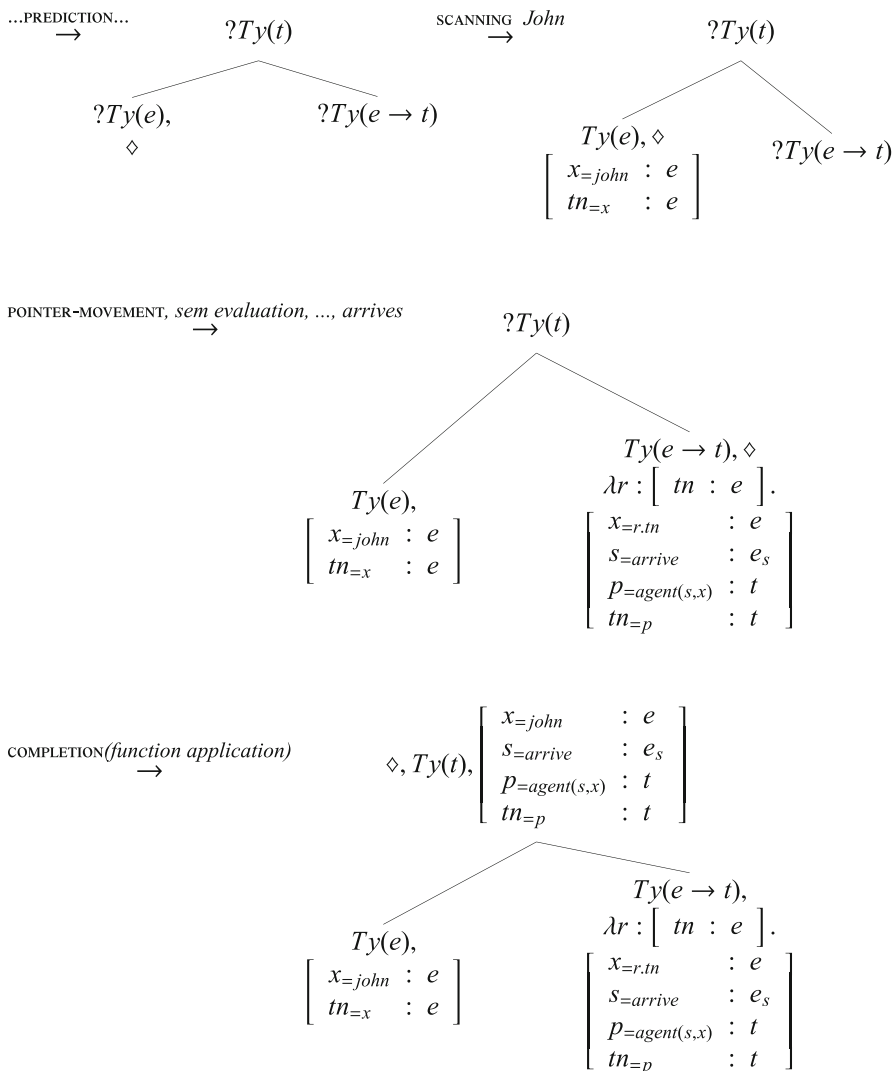 ...PREDICTION...
→
?Ty(t)
?Ty(e),
◊
?Ty(e → t)
SCANNING John
→
?Ty(t)
Ty(e), ◊
[ x=john : e ]
[ tn=x : e ]
?Ty(e → t)
POINTER-MOVEMENT, sem evaluation, ..., arrives
→
?Ty(t)
Ty(e),
[ x=john : e ]
[ tn=x : e ]
Ty(e → t), ◊
λr : [ tn : e ] .
[ x=r.tn : e ]
[ s=arrive : es ]
[ p=agent(s,x) : t ]
[ tn=p : t ]
COMPLETION(function application)
→
◊, Ty(t),
[ x=john : e ]
[ s=arrive : es ]
[ p=agent(s,x) : t ]
[ tn=p : t ]
Ty(e),
[ x=john : e ]
[ tn=x : e ]
Ty(e → t),
λr : [ tn : e ] .
[ x=r.tn : e ]
[ s=arrive : es ]
[ p=agent(s,x) : t ]
[ tn=p : t ]